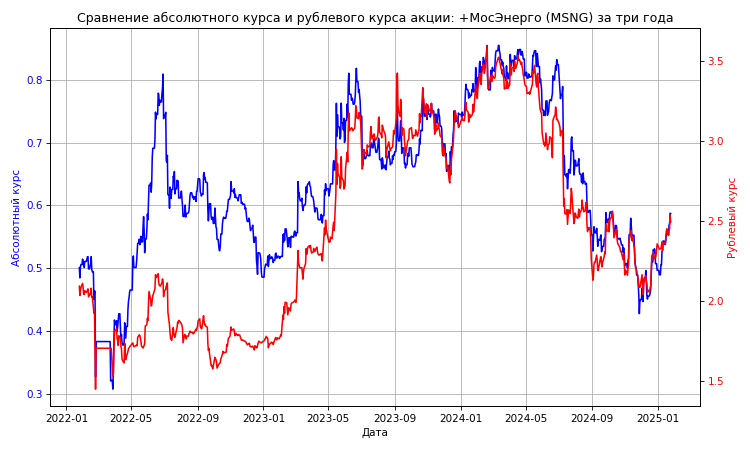 Сравнение абсолютного курса и рублевого курса акции: +МосЭнерго (MSNG) за три года
Абсолютный курс
0.8
0.7
0.6
0.5
0.4
0.3
3.5
3.0
2.5
2.0
1.5
Рублевый курс
2022-01 2022-05 2022-09 2023-01 2023-05 2023-09 2024-01 2024-05 2024-09 2025-01
Дата